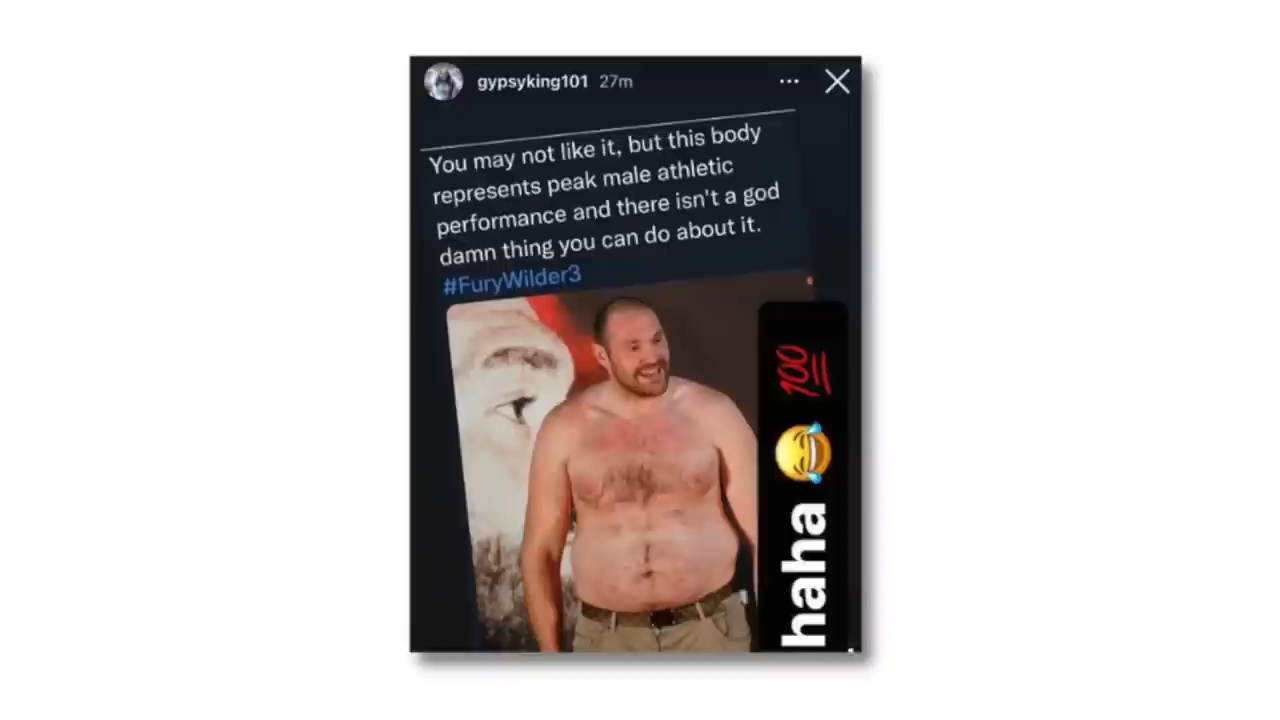 gypsyking101 27m
You may not like it, but this body
represents peak male athletic
performance and there isn't a god
damn thing you can do about it.
#FuryWilder3
haha 😂 💯